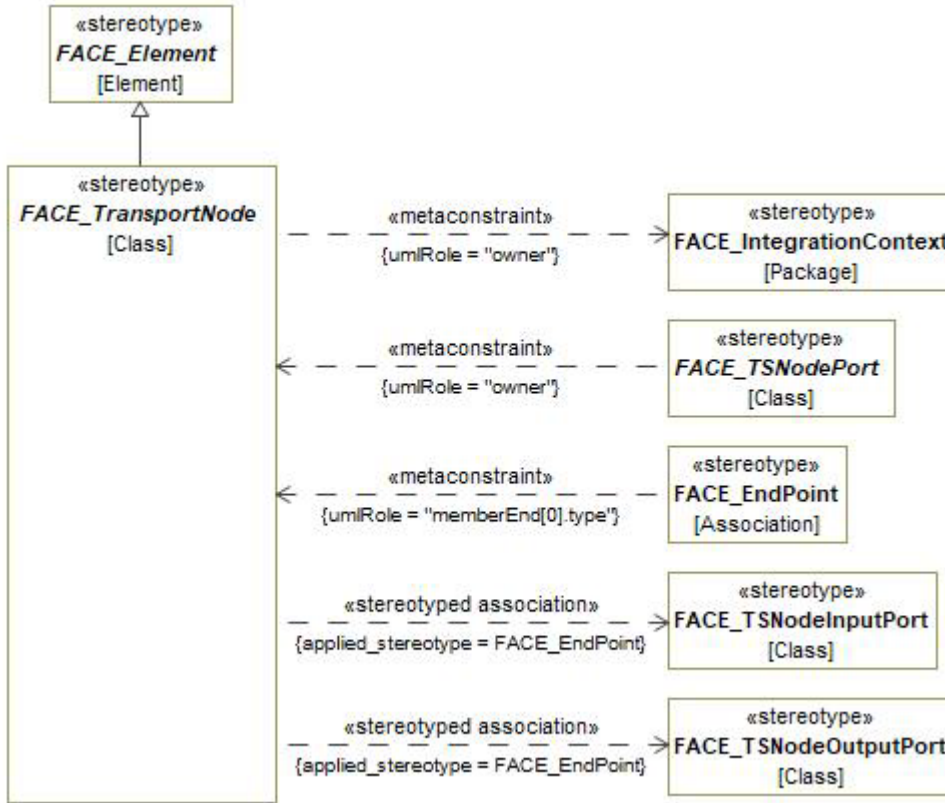 «stereotype»
FACE_Element
[Element]
«stereotype»
FACE_TransportNode
[Class]
«metaconstraint»
{umlRole = "owner"}
«stereotype»
FACE_IntegrationContext
[Package]
«metaconstraint»
{umlRole = "owner"}
«stereotype»
FACE_TSNodePort
[Class]
«metaconstraint»
{umlRole = "memberEnd[0].type"}
«stereotype»
FACE_EndPoint
[Association]
«stereotyped association»
{applied_stereotype = FACE_EndPoint}
«stereotype»
FACE_TSNodeInputPort
[Class]
«stereotyped association»
{applied_stereotype = FACE_EndPoint}
«stereotype»
FACE_TSNodeOutputPort
[Class]